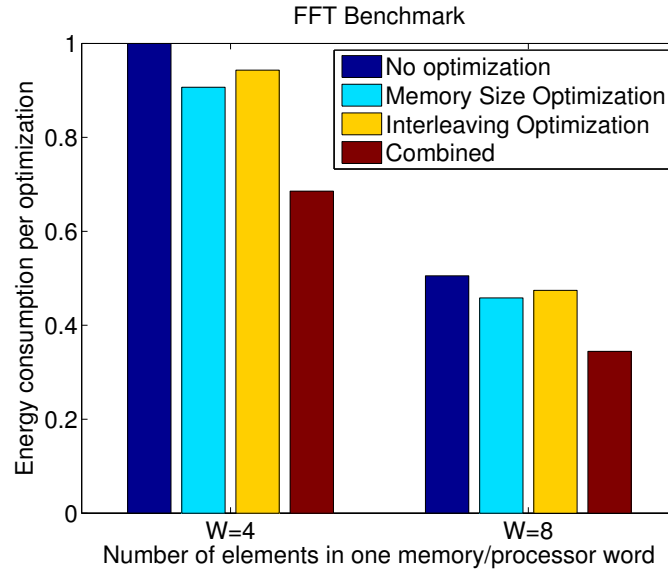 FFT Benchmark
No optimization
Memory Size Optimization
Interleaving Optimization
Combined
Energy consumption per optimization
1
0.8
0.6
0.4
0.2
0
W=4 W=8
Number of elements in one memory/processor word